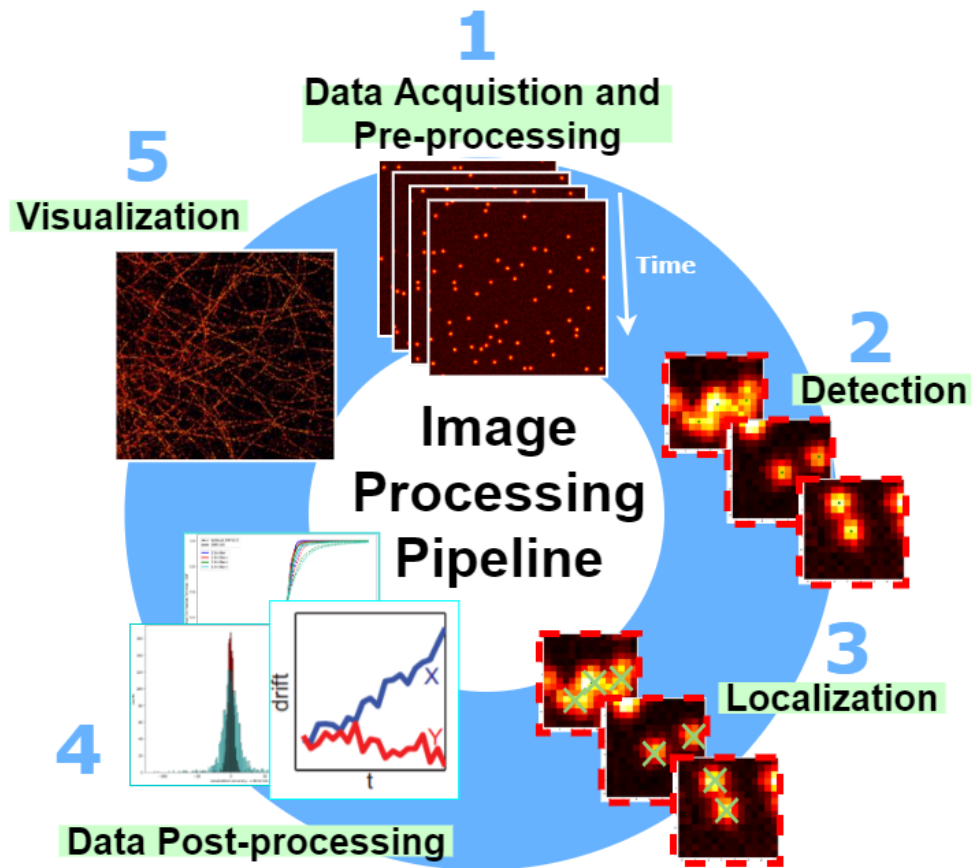 1
Data Acquistion and
Pre-processing
5
Visualization
Time
2
Detection
Image
Processing
Pipeline
3
Localization
drift
X
Y
t
4
Data Post-processing